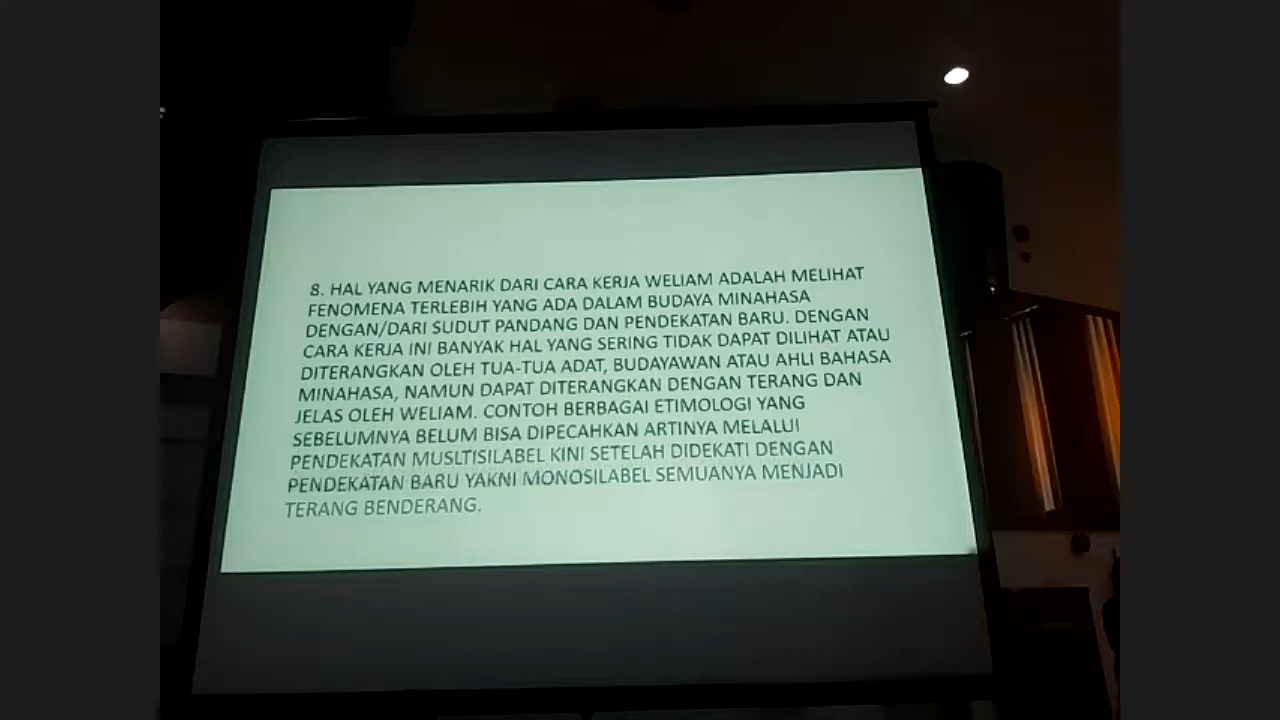 8. HAL YANG MENARIK DARI CARA KERJA WELIAM ADALAH MELIHAT
FENOMENA TERLEBIH YANG ADA DALAM BUDAYA MINAHASA
DENGAN/DARI SUDUT PANDANG DAN PENDEKATAN BARU. DENGAN
CARA KERJA INI BANYAK HAL YANG SERING TIDAK DAPAT DILIHAT ATAU
DITERANGKAN OLEH TUA-TUA ADAT, BUDAYAWAN ATAU AHLI BAHASA
MINAHASA, NAMUN DAPAT DITERANGKAN DENGAN TERANG DAN
JELAS OLEH WELIAM. CONTOH BERBAGAI ETIMOLOGI YANG
SEBELUMNYA BELUM BISA DIPECAHKAN ARTINYA MELALUI
PENDEKATAN MUSLTISILABEL KINI SETELAH DIDEKATI DENGAN
PENDEKATAN BARU YAKNI MONOSILABEL SEMUANYA MENJADI
TERANG BENDERANG.